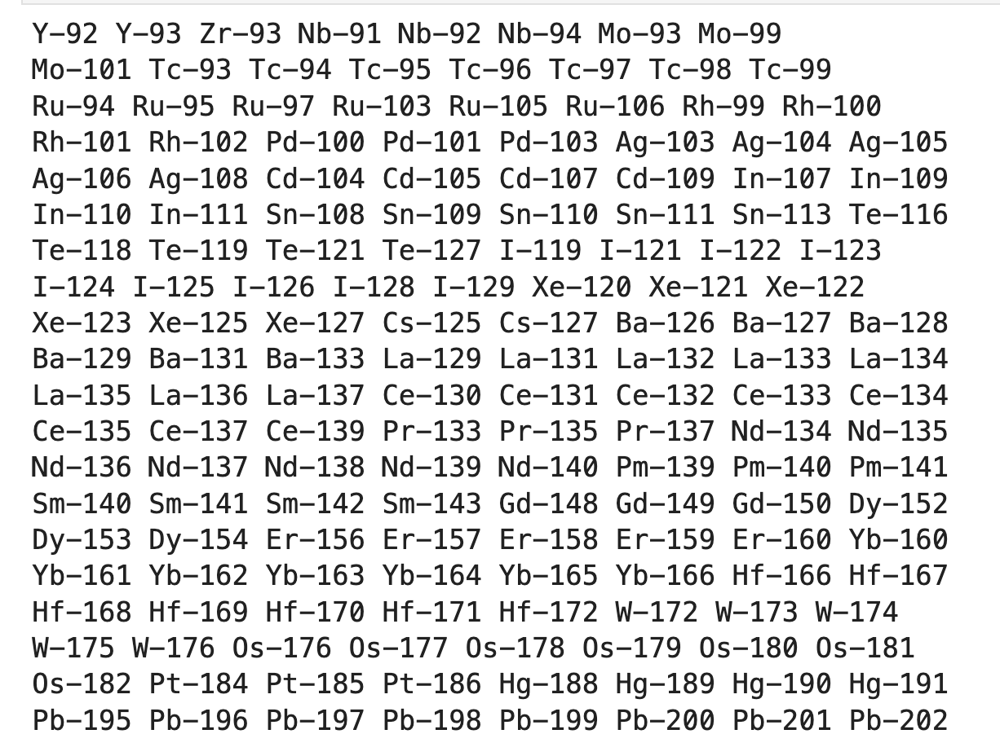 Y-92 Y-93 Zr-93 Nb-91 Nb-92 Nb-94 Mo-93 Mo-99
Mo-101 Tc-93 Tc-94 Tc-95 Tc-96 Tc-97 Tc-98 Tc-99
Ru-94 Ru-95 Ru-97 Ru-103 Ru-105 Ru-106 Rh-99 Rh-100
Rh-101 Rh-102 Pd-100 Pd-101 Pd-103 Ag-103 Ag-104 Ag-105
Ag-106 Ag-108 Cd-104 Cd-105 Cd-107 Cd-109 In-107 In-109
In-110 In-111 Sn-108 Sn-109 Sn-110 Sn-111 Sn-113 Te-116
Te-118 Te-119 Te-121 Te-127 I-119 I-121 I-122 I-123
I-124 I-125 I-126 I-128 I-129 Xe-120 Xe-121 Xe-122
Xe-123 Xe-125 Xe-127 Cs-125 Cs-127 Ba-126 Ba-127 Ba-128
Ba-129 Ba-131 Ba-133 La-129 La-131 La-132 La-133 La-134
La-135 La-136 La-137 Ce-130 Ce-131 Ce-132 Ce-133 Ce-134
Ce-135 Ce-137 Ce-139 Pr-133 Pr-135 Pr-137 Nd-134 Nd-135
Nd-136 Nd-137 Nd-138 Nd-139 Nd-140 Pm-139 Pm-140 Pm-141
Sm-140 Sm-141 Sm-142 Sm-143 Gd-148 Gd-149 Gd-150 Dy-152
Dy-153 Dy-154 Er-156 Er-157 Er-158 Er-159 Er-160 Yb-160
Yb-161 Yb-162 Yb-163 Yb-164 Yb-165 Yb-166 Hf-166 Hf-167
Hf-168 Hf-169 Hf-170 Hf-171 Hf-172 W-172 W-173 W-174
W-175 W-176 Os-176 Os-177 Os-178 Os-179 Os-180 Os-181
Os-182 Pt-184 Pt-185 Pt-186 Hg-188 Hg-189 Hg-190 Hg-191
Pb-195 Pb-196 Pb-197 Pb-198 Pb-199 Pb-200 Pb-201 Pb-202